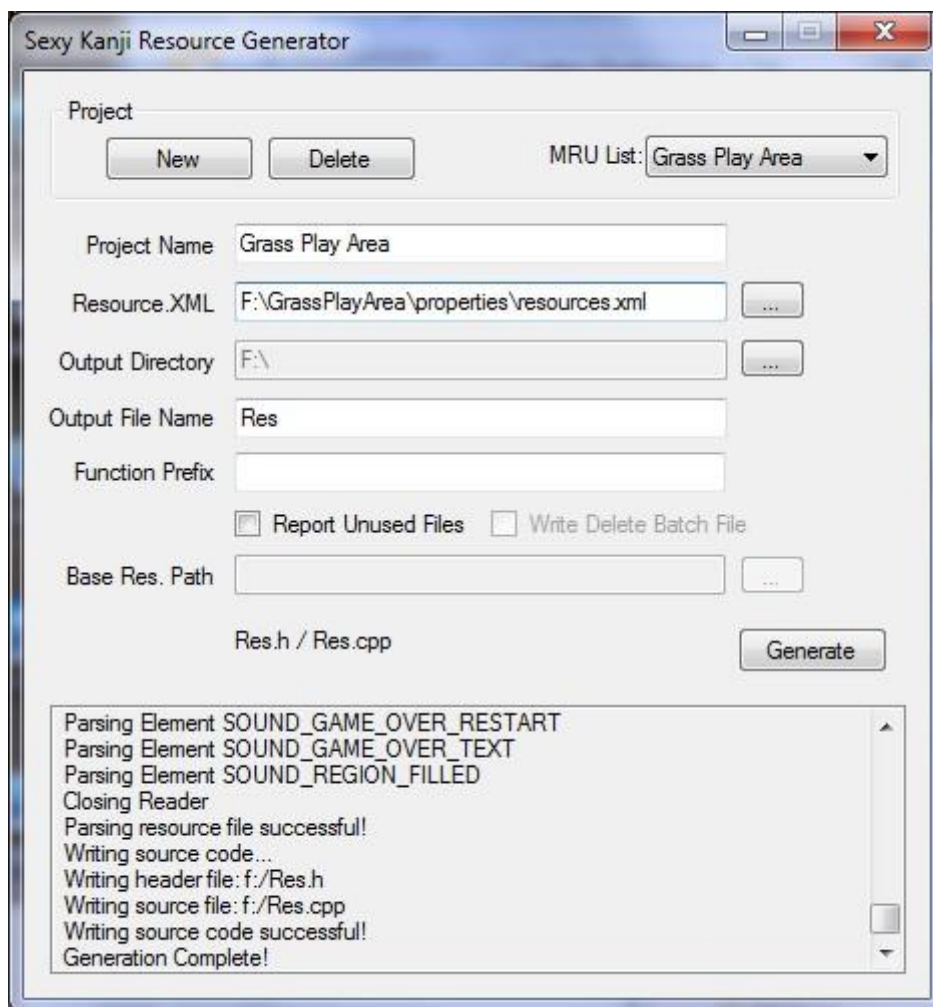 Sexy Kanji Resource Generator
Project
New Delete MRU List: Grass Play Area
Project Name Grass Play Area
Resource.XML F:\GrassPlayArea\properties\resources.xml ...
Output Directory F:\ ...
Output File Name Res
Function Prefix
Report Unused Files Write Delete Batch File
Base Res. Path ...
Res.h / Res.cpp Generate
Parsing Element SOUND_GAME_OVER_RESTART
Parsing Element SOUND_GAME_OVER_TEXT
Parsing Element SOUND_REGION_FILLED
Closing Reader
Parsing resource file successful!
Writing source code...
Writing header file: f:/Res.h
Writing source file: f:/Res.cpp
Writing source code successful!
Generation Complete!